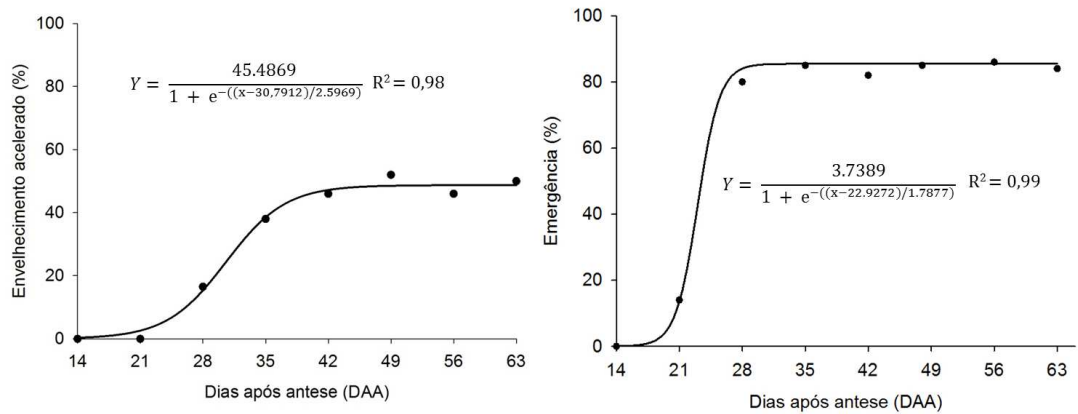 100
80
60
40
20
0
Envelhecimento acelerado (%)
Y = 45.4869 / 1 + e^−((x−30,7912)/2.5969) R² = 0,98
14 21 28 35 42 49 56 63
Dias após antese (DAA)
100
80
60
40
20
0
Emergência (%)
Y = 3.7389 / 1 + e^−((x−22.9272)/1.7877) R² = 0,99
14 21 28 35 42 49 56 63
Dias após antese (DAA)